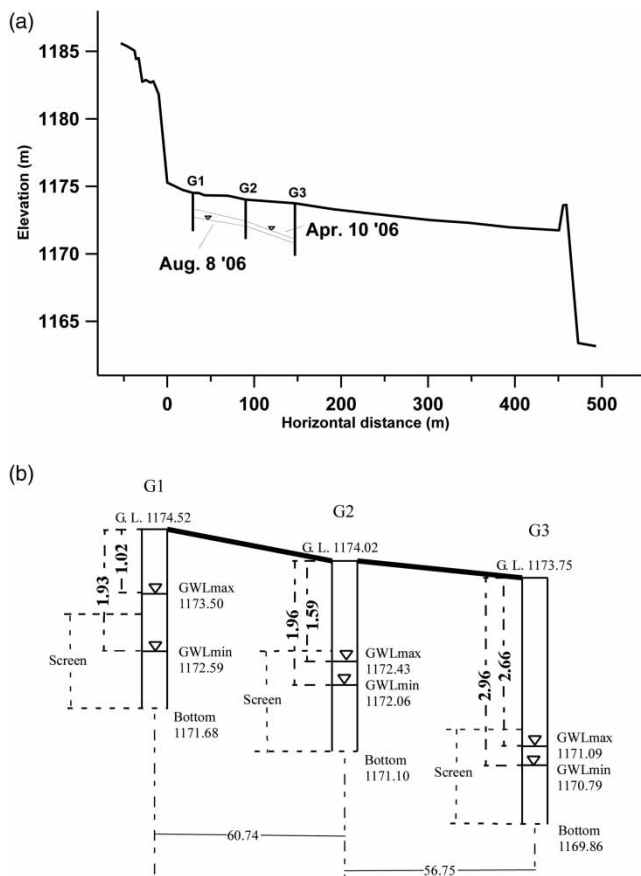 (a)
1185
1180
1175
1170
1165
Elevation (m)
G1
G2
G3
Apr. 10 '06
Aug. 8 '06
0
100
200
300
400
500
Horizontal distance (m)
(b)
G1
G2
G3
G. L. 1174.52
G. L. 1174.02
G. L. 1173.75
1.93
1.02
GWLmax
1173.50
GWLmin
1172.59
Screen
Bottom
1171.68
1.96
1.59
GWLmax
1172.43
GWLmin
1172.06
Screen
Bottom
1171.10
2.96
2.66
GWLmax
1171.09
GWLmin
1170.79
Screen
Bottom
1169.86
60.74
56.75